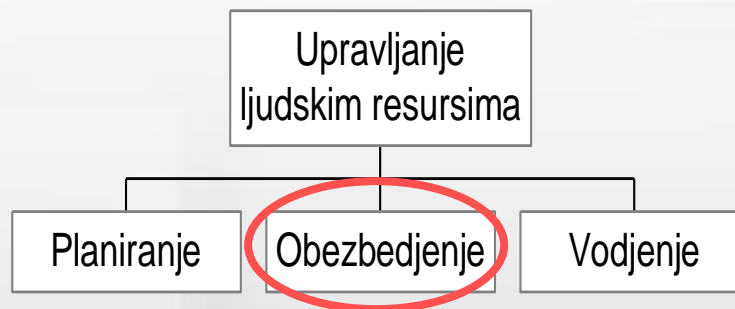 Upravljanje
ljudskim resursima
Planiranje
Obezbedjenje
Vodjenje